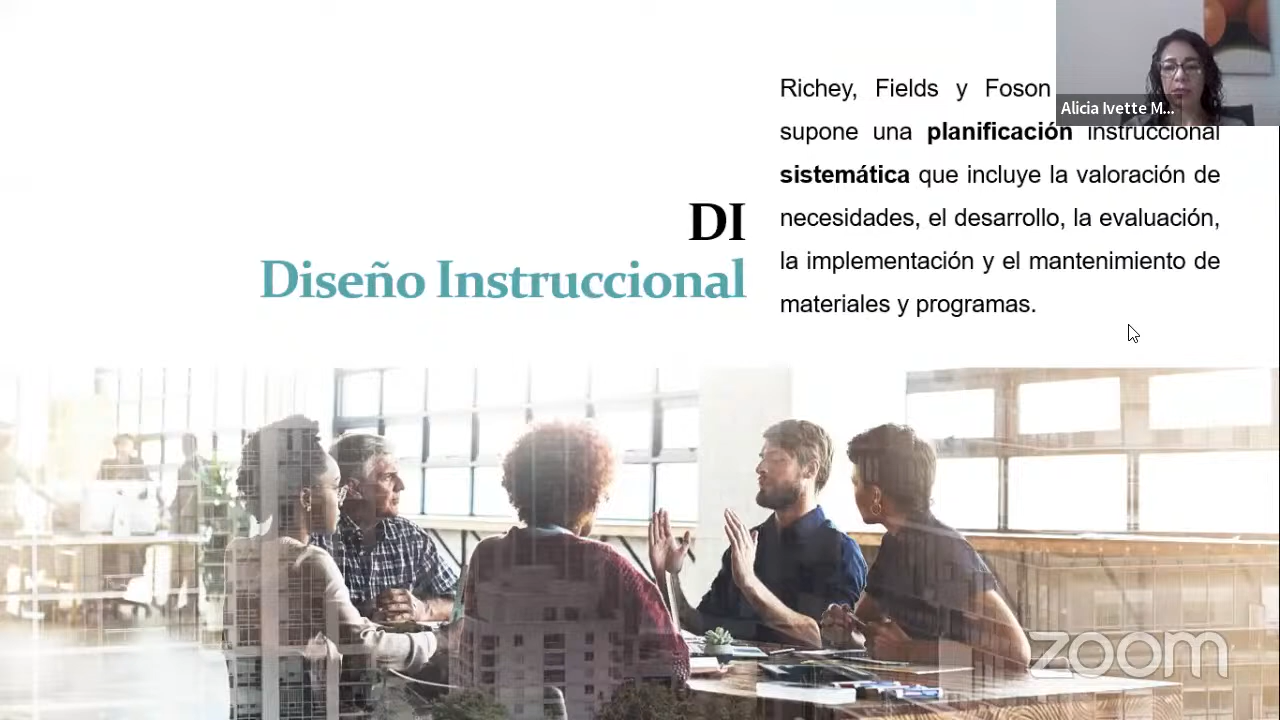 Richey, Fields y Foson
supone una planificación instruccional
sistemática que incluye la valoración de
necesidades, el desarrollo, la evaluación,
la implementación y el mantenimiento de
materiales y programas.
DI
Diseño Instruccional
Alicia Ivette M...
zoom